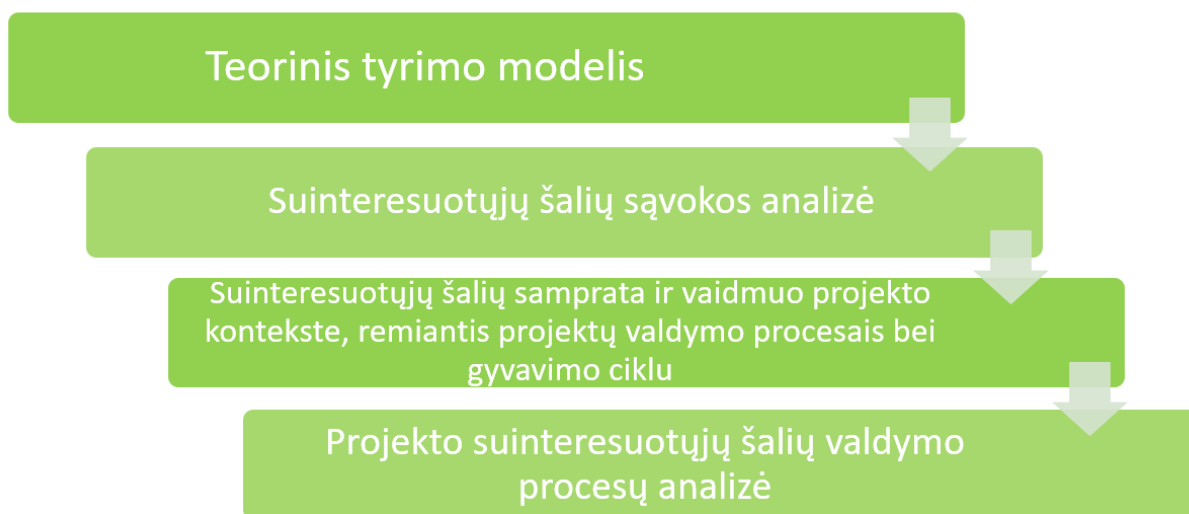 Teorinis tyrimo modelis
Suinteresuotųjų šalių sąvokos analizė
Suinteresuotųjų šalių samprata ir vaidmuo projekto
kontekste, remiantis projektų valdymo procesais bei
gyvavimo ciklu
Projekto suinteresuotųjų šalių valdymo
procesų analizė